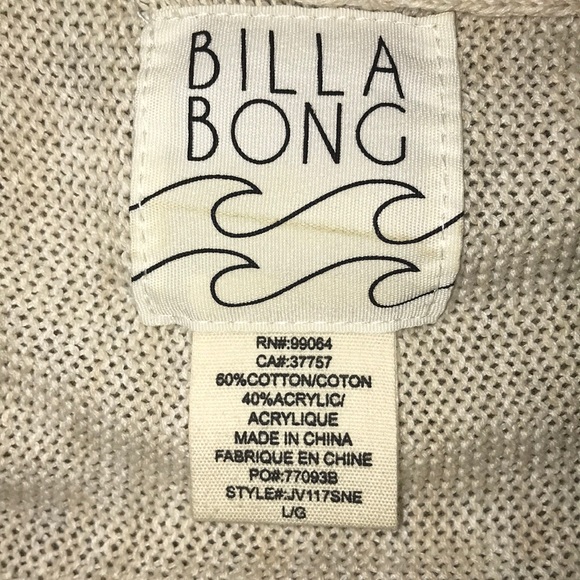 BILLA
BONG
RN#:99064
CA#:37757
60%COTTON/COTON
40%ACRYLIC/
ACRYLIQUE
MADE IN CHINA
FABRIQUE EN CHINE
PO#:77093B
STYLE#:JV117SNE
L/G